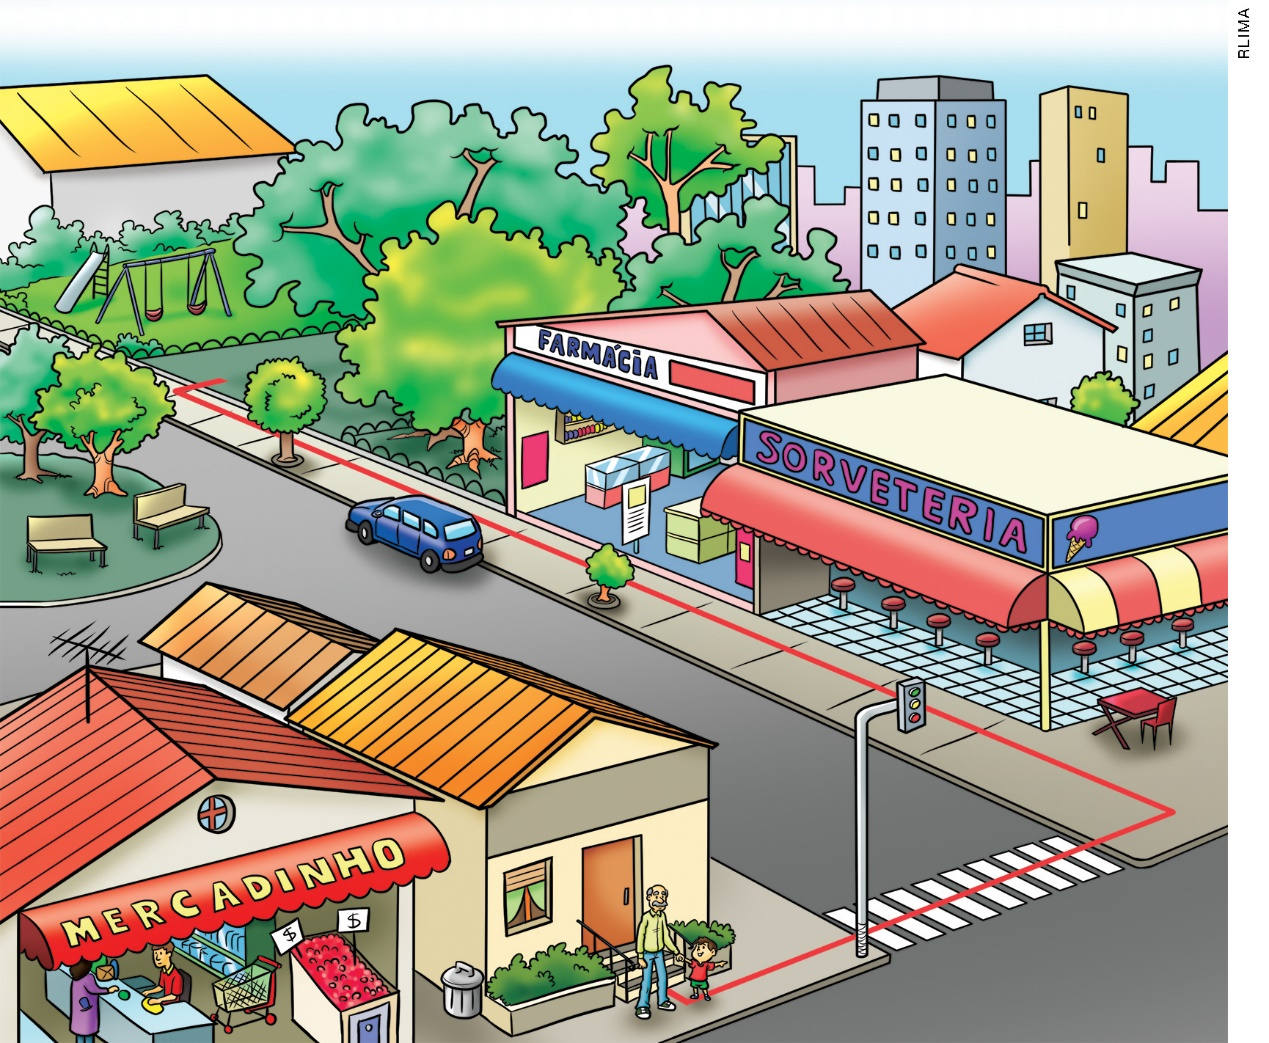 RLIMA
FARMÁCIA
SORVETERIA
MERCADINHO
$
$